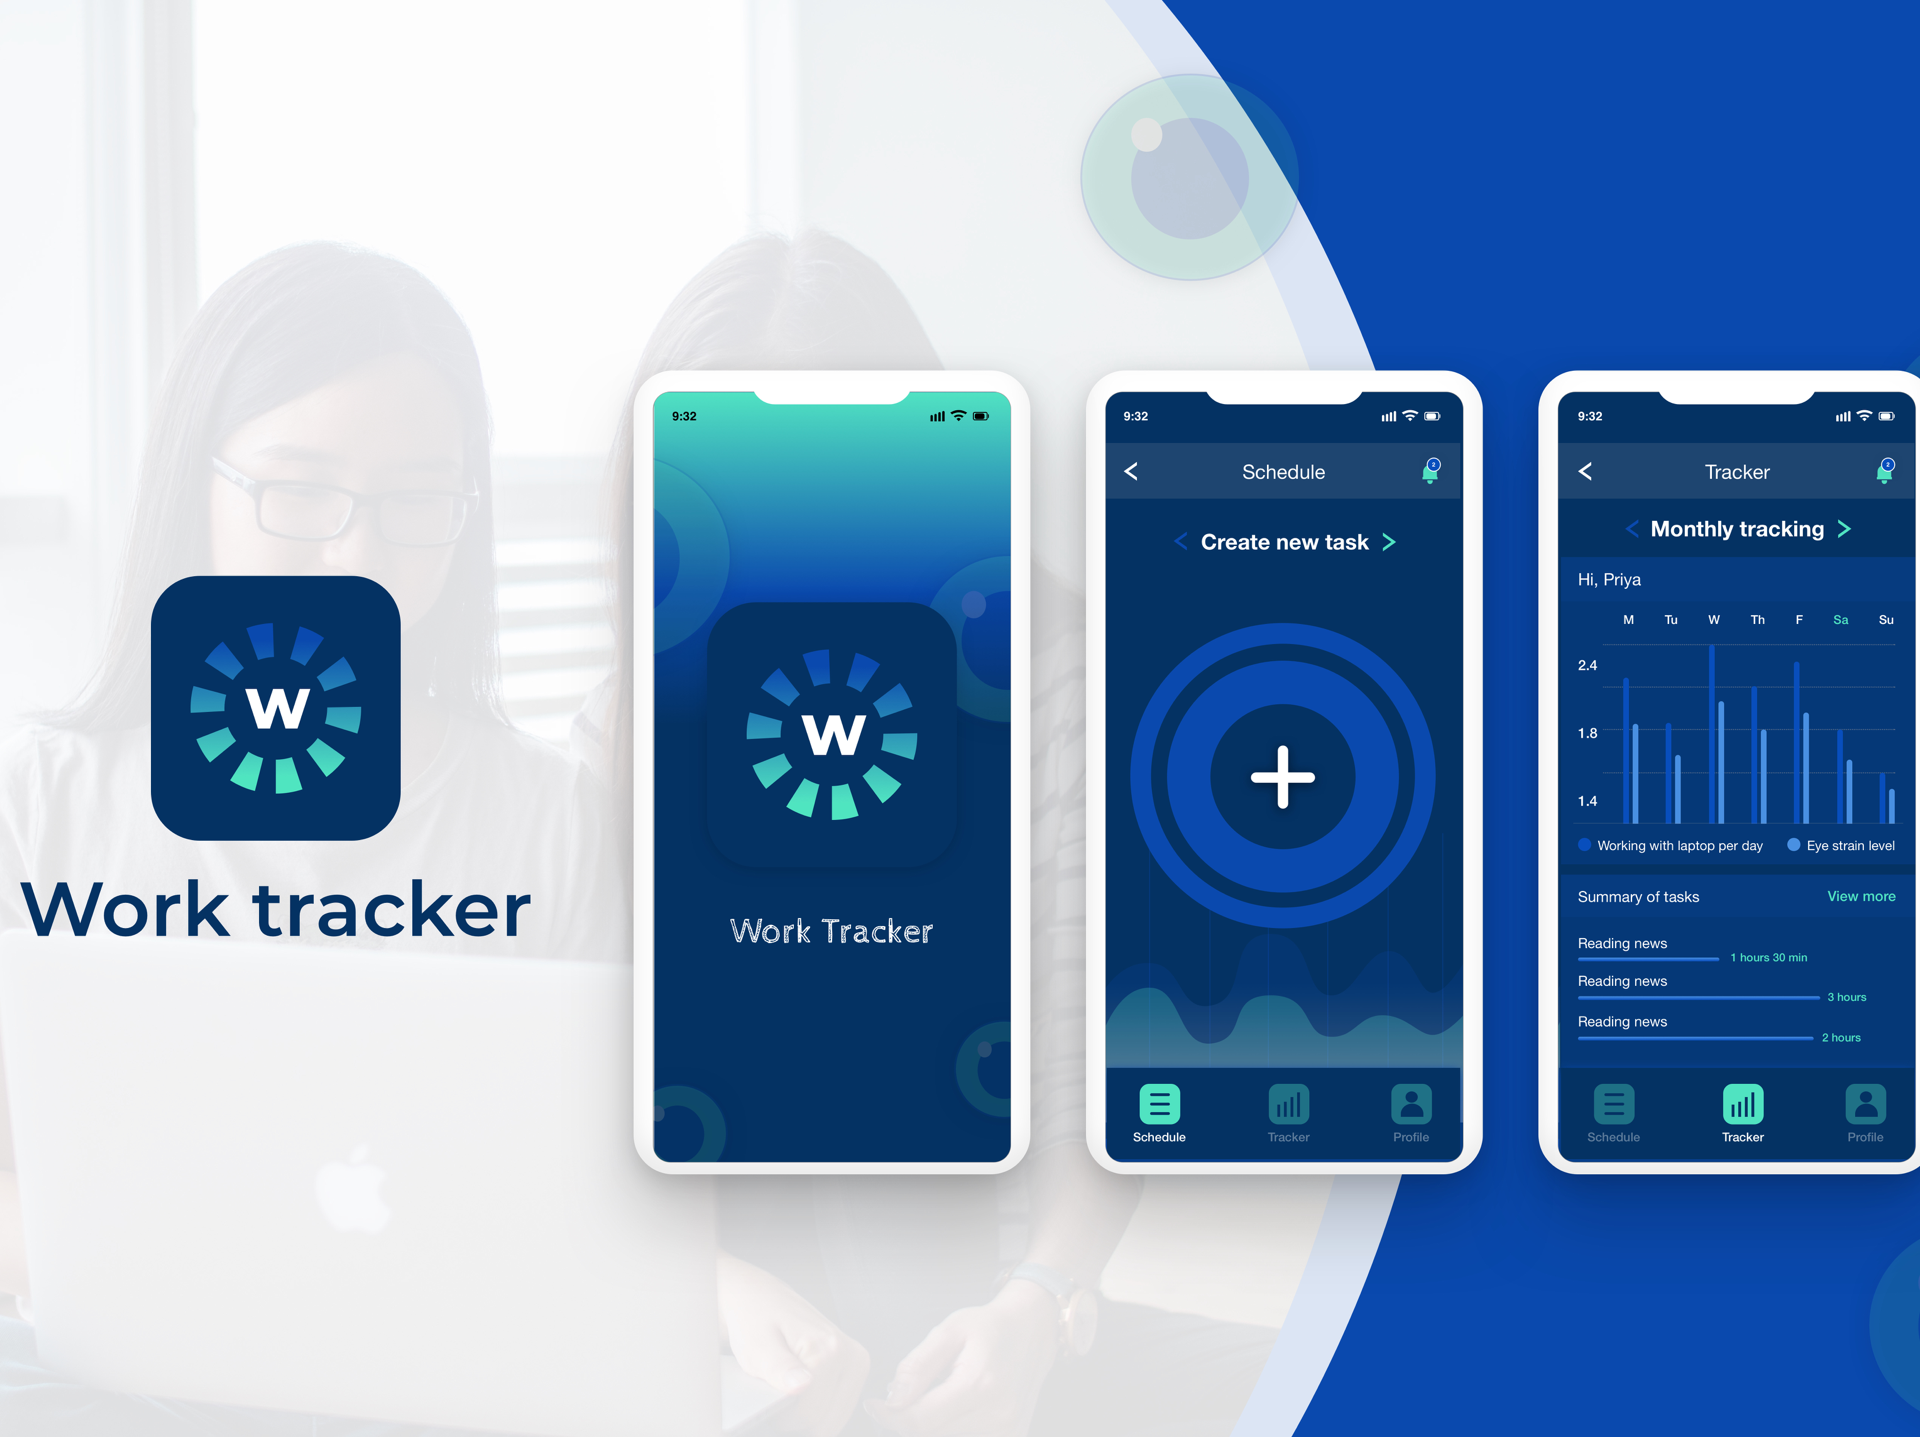 W
Work tracker
9:32
W
Work Tracker
9:32
Schedule
2
Create new task
Schedule
Tracker
Profile
9:32
Tracker
2
Monthly tracking
Hi, Priya
M Tu W Th F Sa Su
2.4
1.8
1.4
Working with laptop per day Eye strain level
Summary of tasks View more
Reading news
1 hours 30 min
Reading news
3 hours
Reading news
2 hours
Schedule
Tracker
Profile